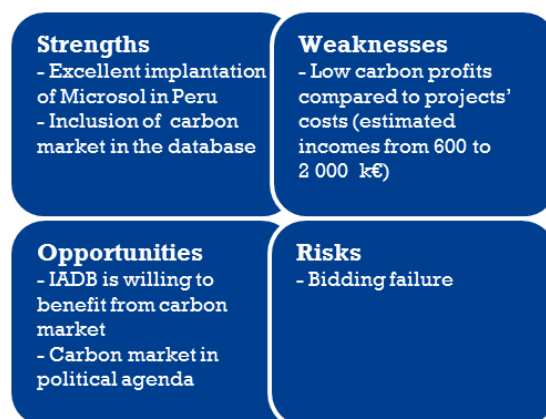 Strengths
- Excellent implantation
of Microsol in Peru
- Inclusion of carbon
market in the database
Weaknesses
- Low carbon profits
compared to projects'
costs (estimated
incomes from 600 to
2 000 k€)
Opportunities
- IADB is willing to
benefit from carbon
market
- Carbon market in
political agenda
Risks
- Bidding failure